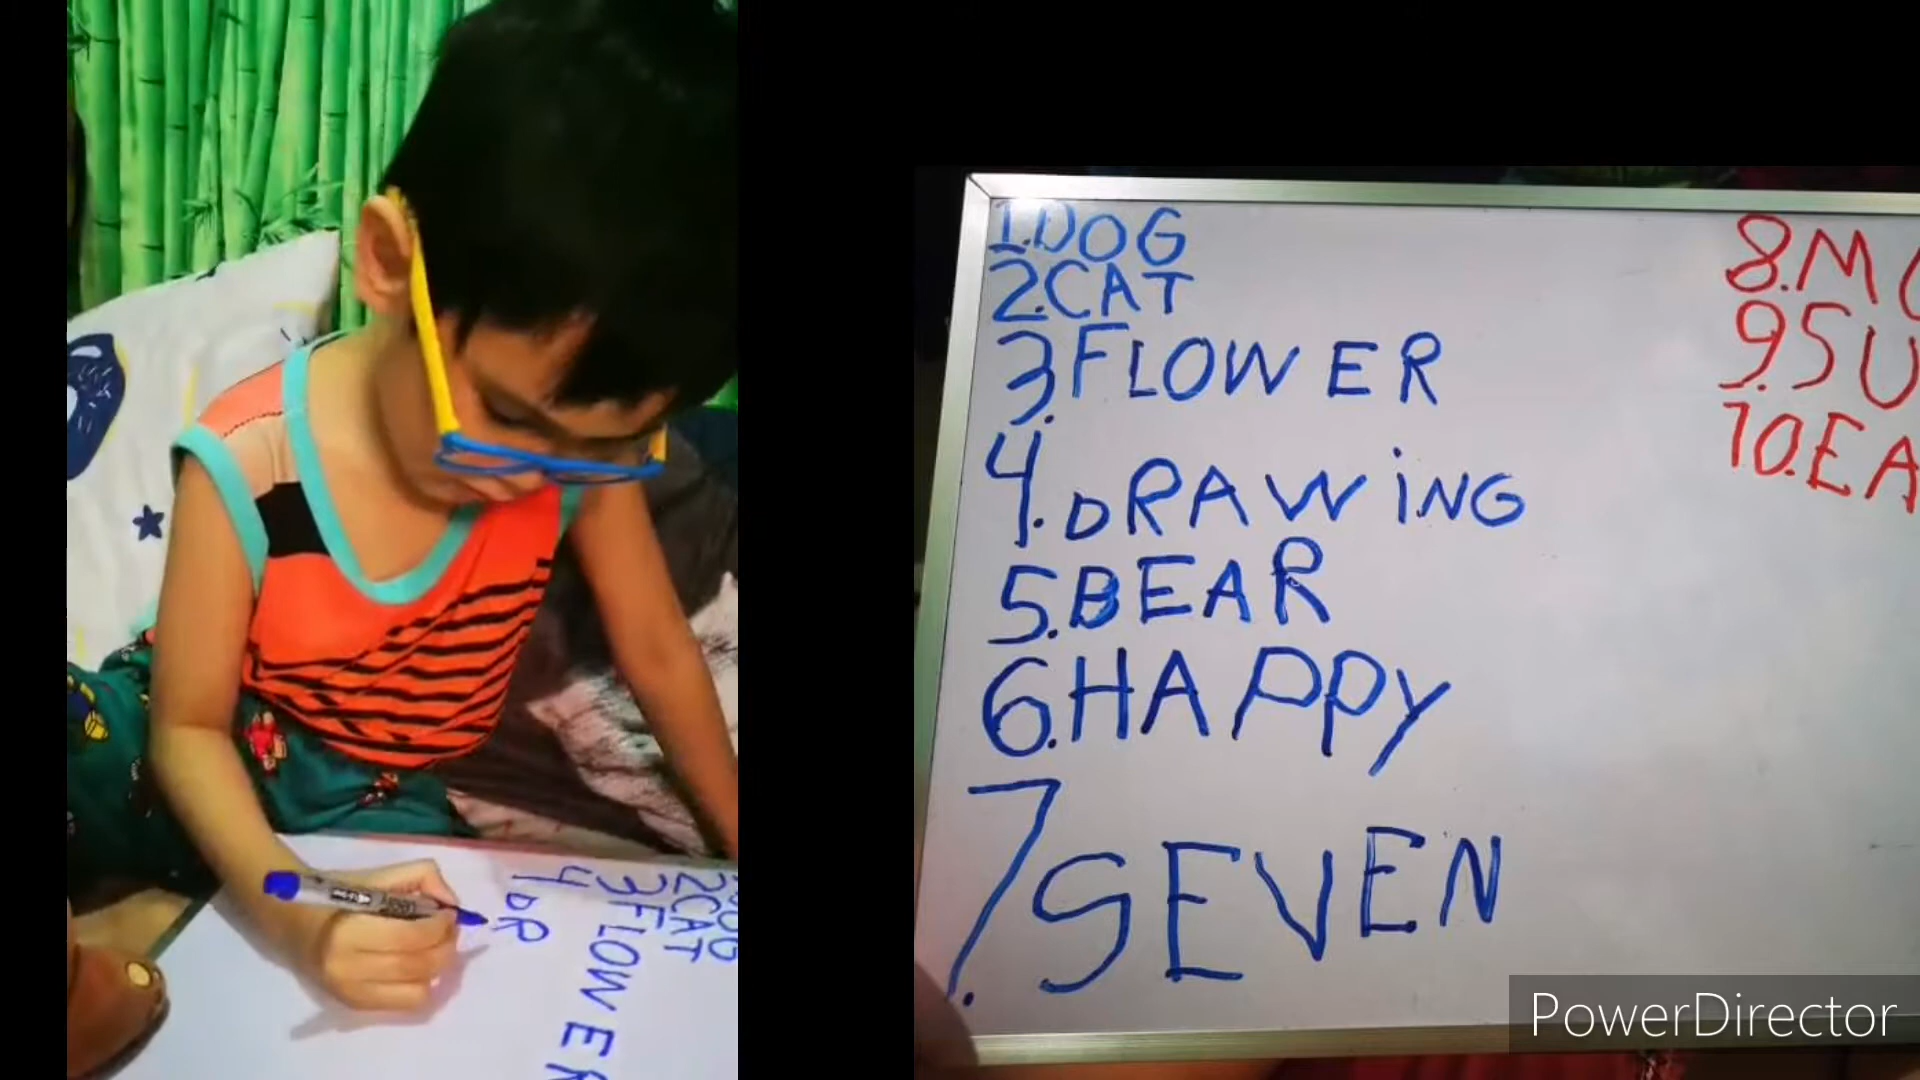 DOG
2CAT
3FLOWER
4DR
1.DOG
2.CAT
3.FLOWER
4.DRAWiNG
5.BEAR
6.HAPPY
7.SEVEN
8.M
9.SU
10.EA
PowerDirector